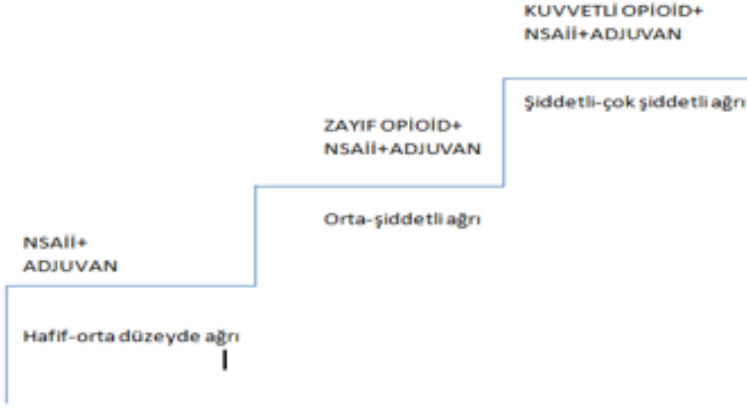 KUVVETLİ OPİOİD+
NSAİİ+ADJUVAN
Şiddetli-çok şiddetli ağrı
ZAYIF OPİOİD+
NSAİİ+ADJUVAN
Orta-şiddetli ağrı
NSAİİ+
ADJUVAN
Hafif-orta düzeyde ağrı